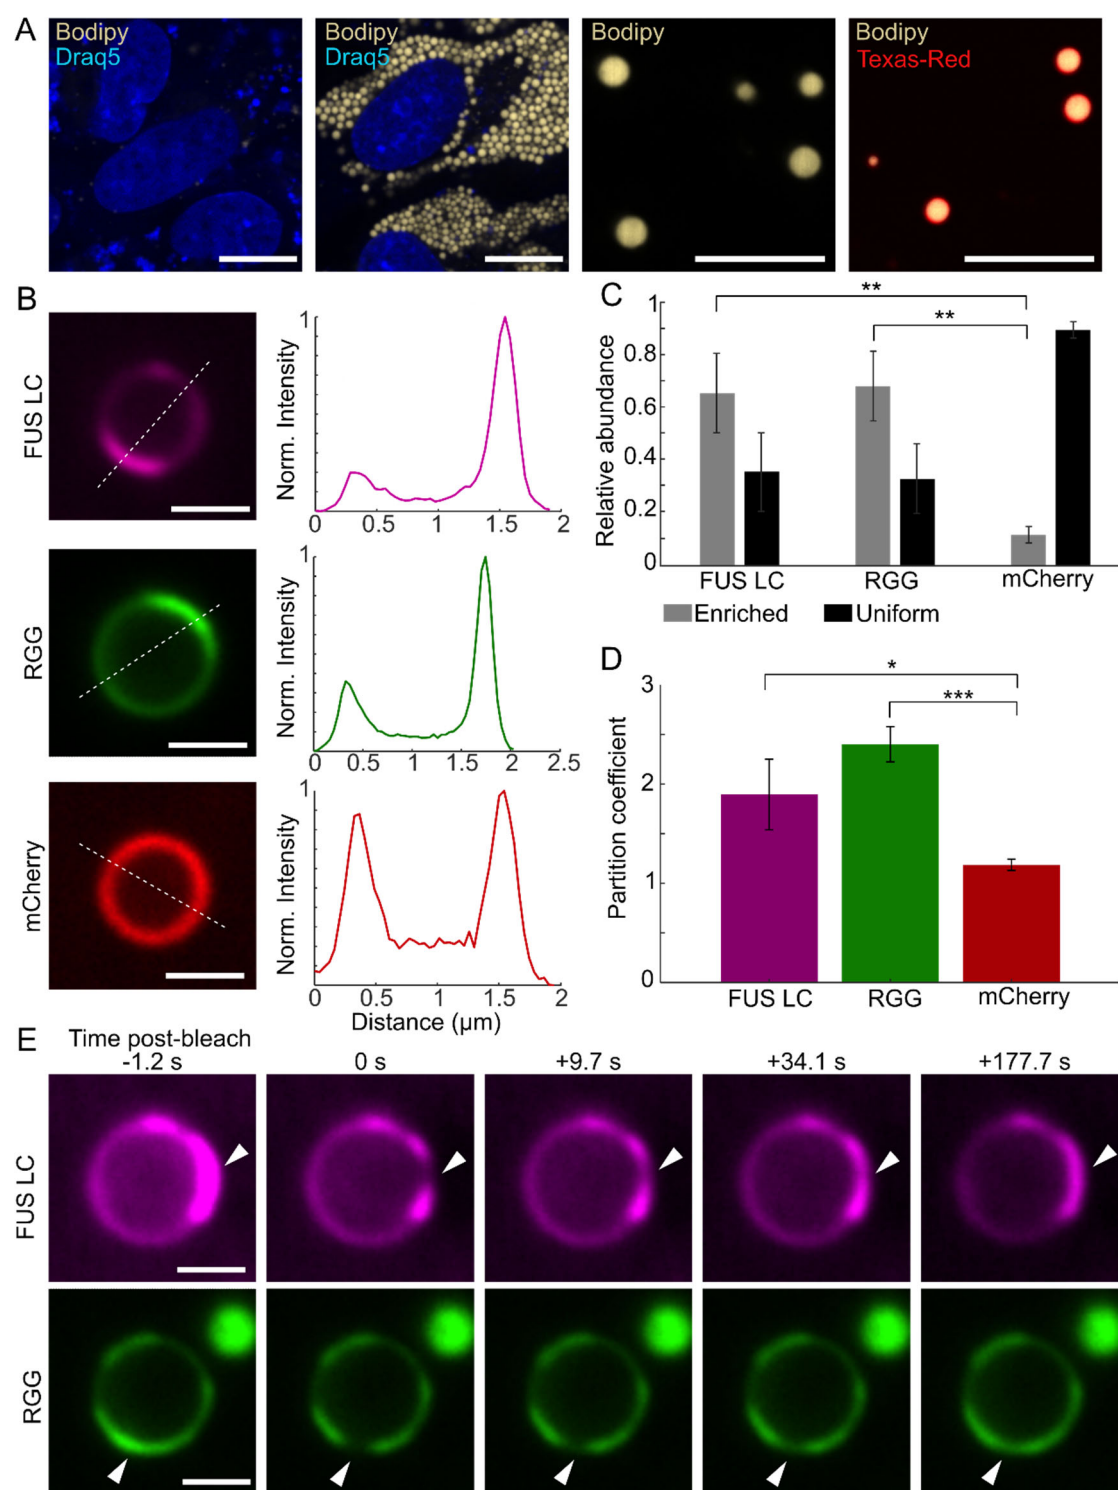 A
Bodipy
Draq5
Bodipy
Draq5
Bodipy
Bodipy
Texas-Red
B
FUS LC
Norm. Intensity
1
0 0.5 1 1.5 2
RGG
Norm. Intensity
1
0 0.5 1 1.5 2 2.5
mCherry
Norm. Intensity
1
0 0.5 1 1.5 2
Distance (µm)
C
Relative abundance
1
0.8
0.6
0.4
0.2
0
**
**
FUS LC RGG mCherry
Enriched Uniform
D
Partition coefficient
3
2
1
0
*
***
FUS LC RGG mCherry
E
Time post-bleach
-1.2 s 0 s +9.7 s +34.1 s +177.7 s
FUS LC
RGG